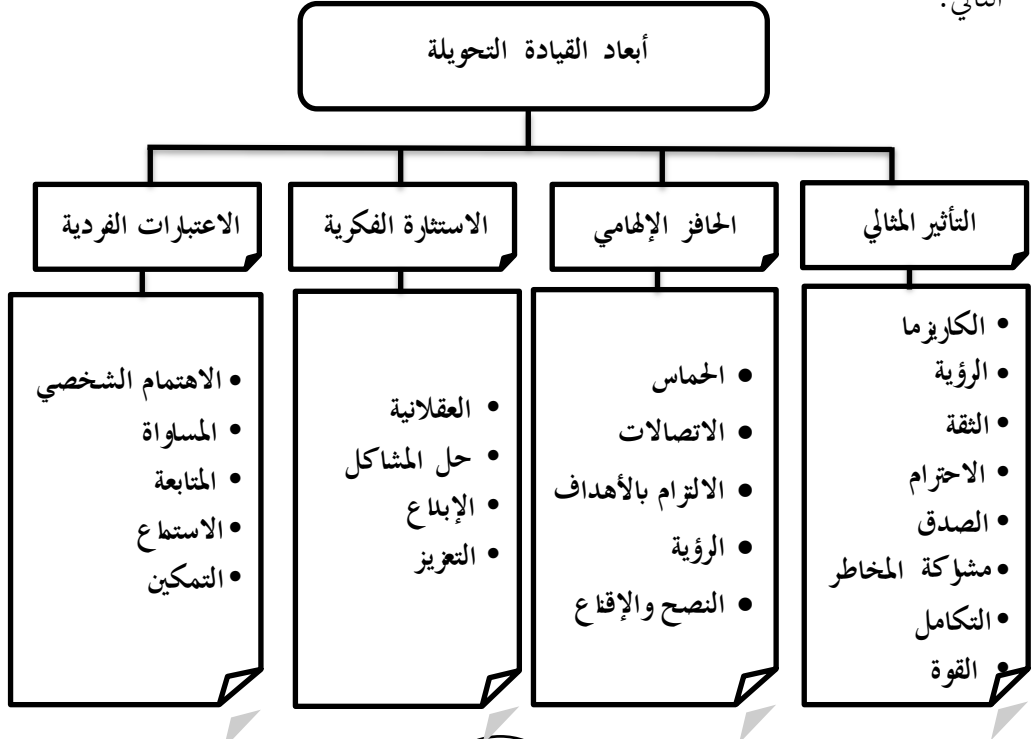 التالي:
أبعاد القيادة التحويلة
التأثير المثالي
الحافز الإلهامي
الاستثارة الفكرية
الاعتبارات الفردية
• الكاريزما
• الرؤية
• الثقة
• الاحترام
• الصدق
• مشاركة المخاطر
• التكامل
• القوة
• الحماس
• الاتصالات
• الالتزام بالأهداف
• الرؤية
• النصح والإقناع
• العقلانية
• حل المشاكل
• الإبداع
• التعزيز
• الاهتمام الشخصي
• المساواة
• المتابعة
• الاستماع
• التمكين